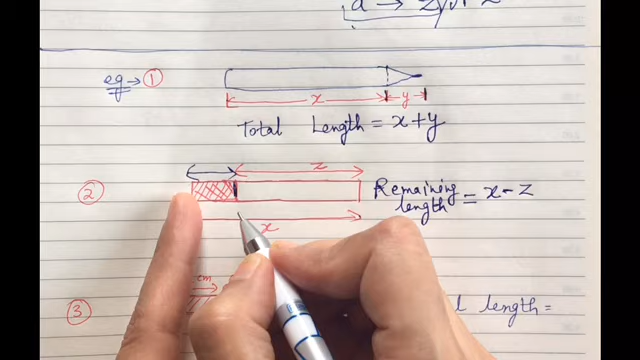 a →
eg → ①
x y
Total Length = x+y
z
② Remaining length = x - z
x
cm
③ length =